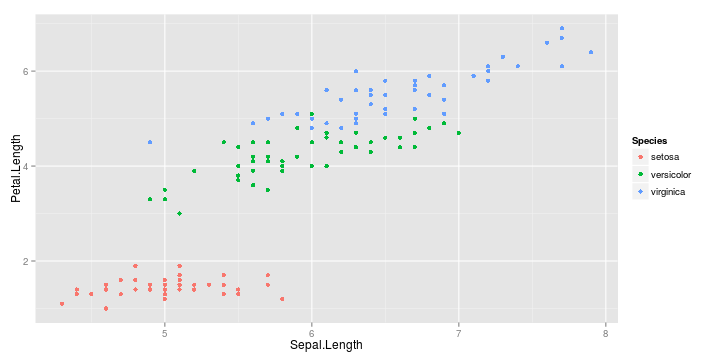 6
4
2
Petal.Length
5
6
7
8
Sepal.Length
Species
setosa
versicolor
virginica